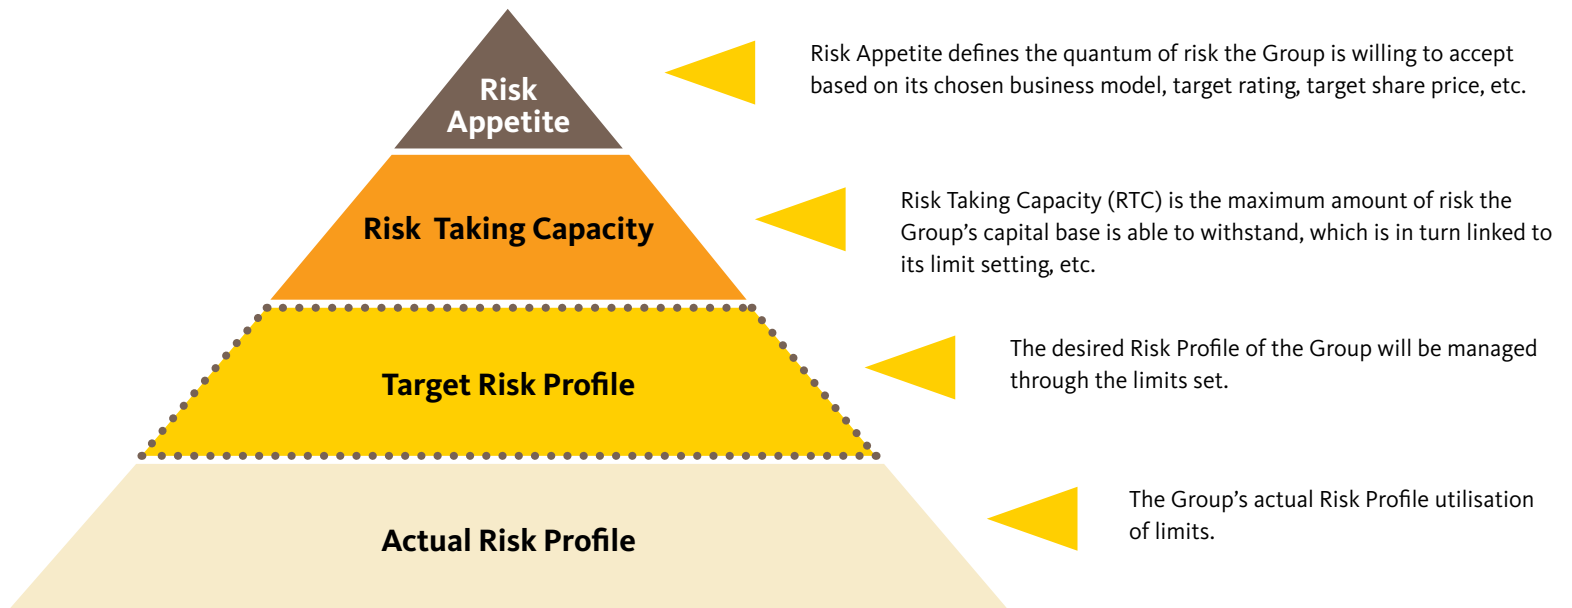 Risk
Appetite
Risk Appetite defines the quantum of risk the Group is willing to accept
based on its chosen business model, target rating, target share price, etc.
Risk Taking Capacity
Risk Taking Capacity (RTC) is the maximum amount of risk the
Group’s capital base is able to withstand, which is in turn linked to
its limit setting, etc.
Target Risk Profile
The desired Risk Profile of the Group will be managed
through the limits set.
Actual Risk Profile
The Group’s actual Risk Profile utilisation
of limits.